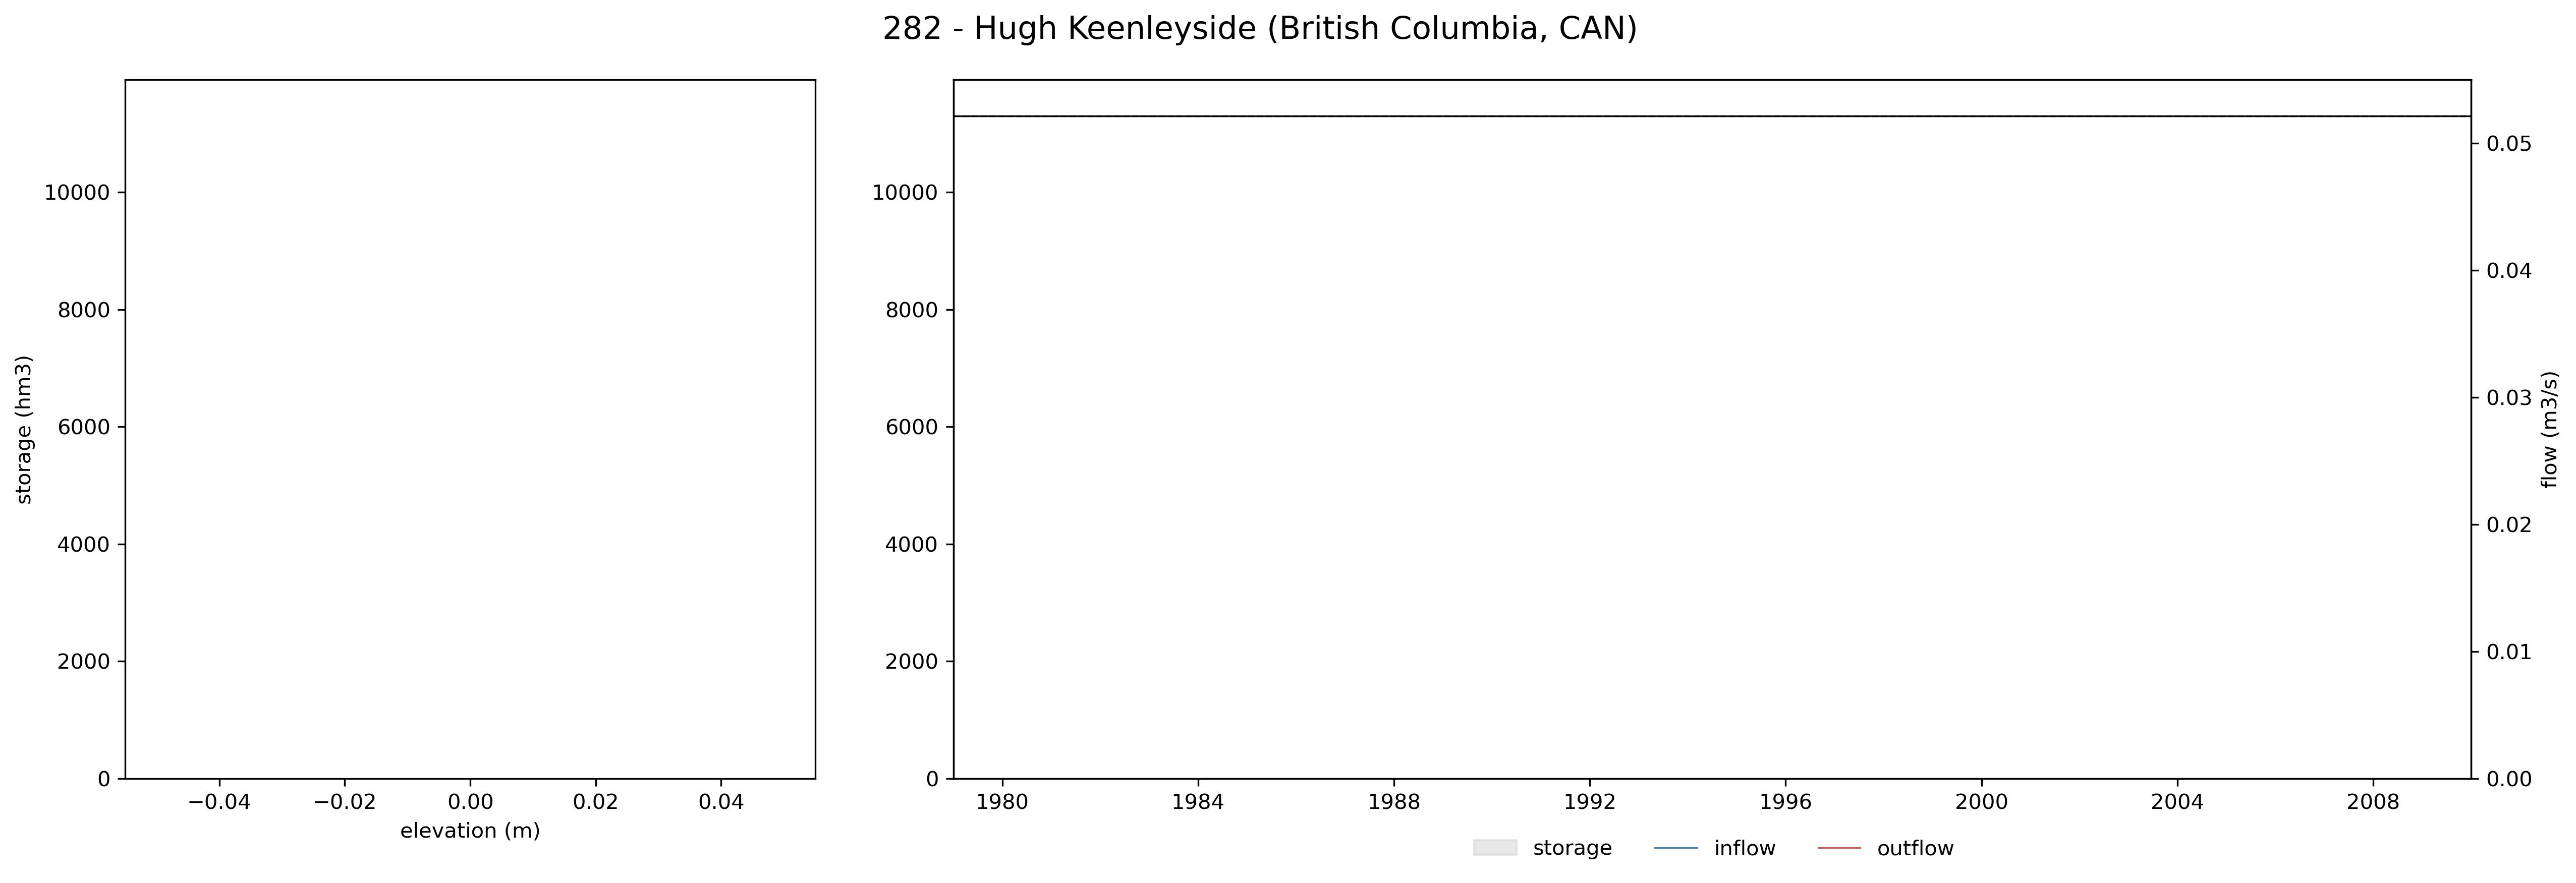 282 - Hugh Keenleyside (British Columbia, CAN)
storage (hm3)
10000
8000
6000
4000
2000
0
−0.04 −0.02 0.00 0.02 0.04
elevation (m)
10000
8000
6000
4000
2000
0
1980 1984 1988 1992 1996 2000 2004 2008
0.05
0.04
0.03
0.02
0.01
0.00
flow (m3/s)
storage inflow outflow